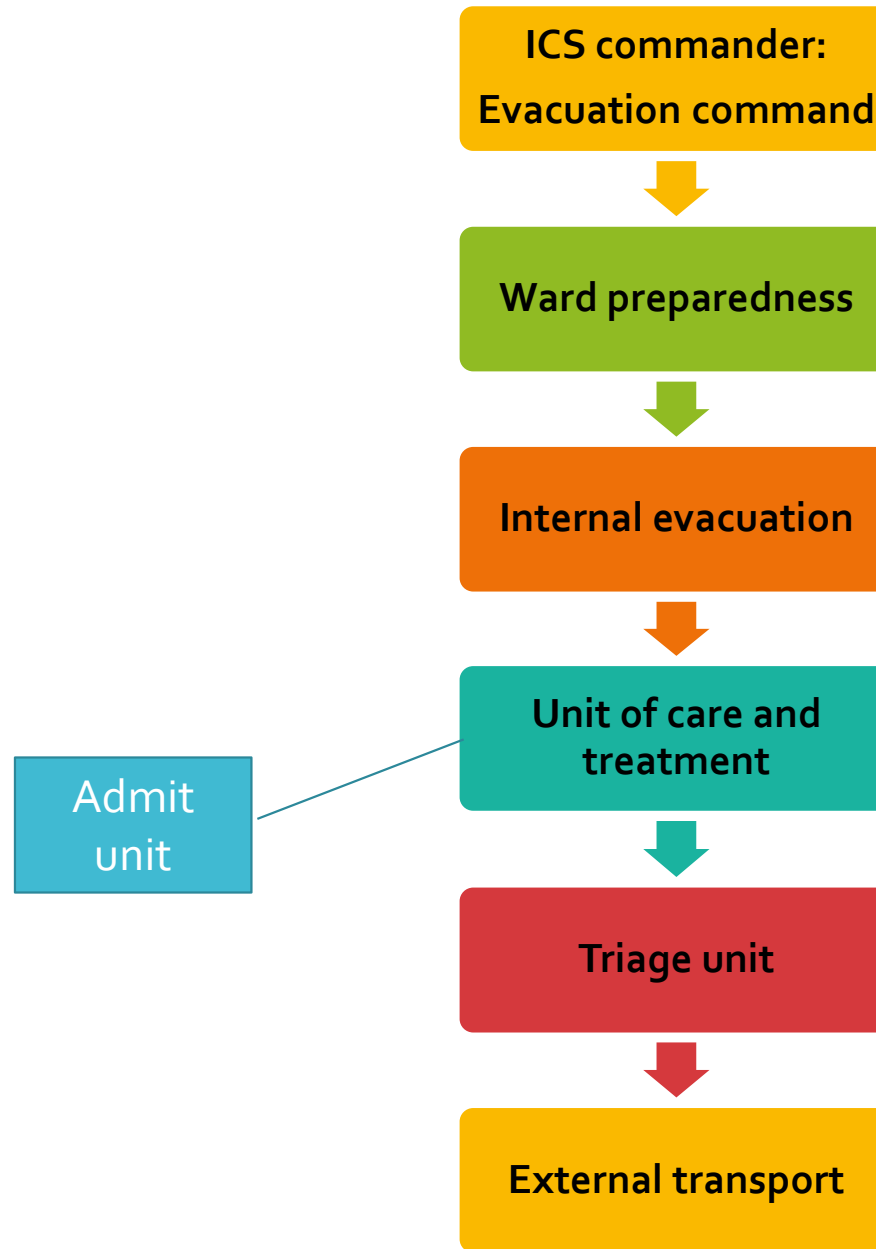 ICS commander:
Evacuation command
Ward preparedness
Internal evacuation
Unit of care and
treatment
Admit
unit
Triage unit
External transport